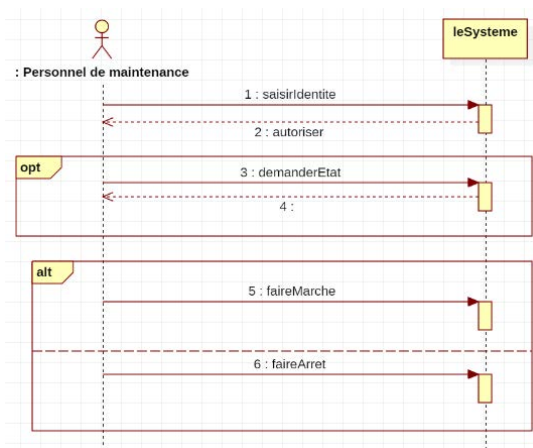 leSysteme
: Personnel de maintenance
1 : saisirIdentite
2 : autoriser
opt
3 : demanderEtat
4 :
alt
5 : faireMarche
6 : faireArret